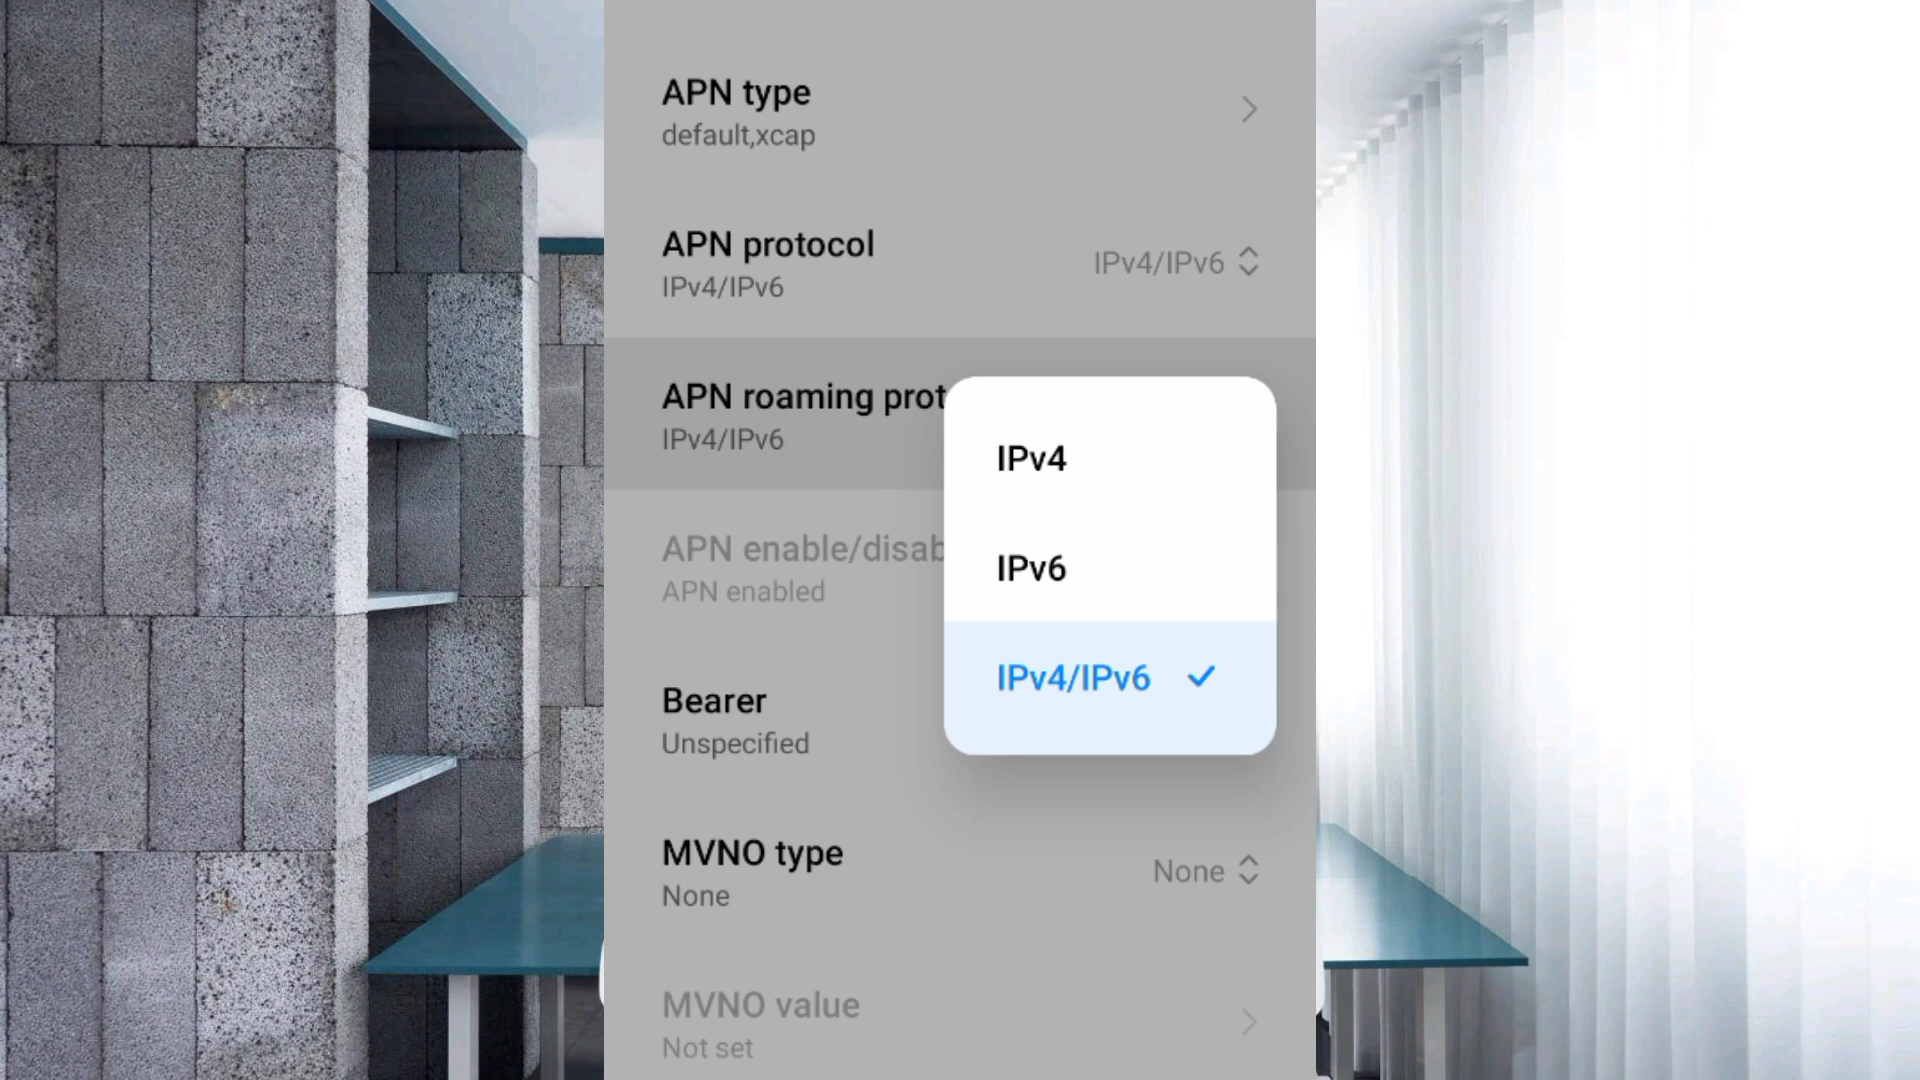 APN type
default,xcap
APN protocol
IPv4/IPv6
IPv4/IPv6
APN roaming prot
IPv4/IPv6
IPv4
IPv6
IPv4/IPv6
APN enable/disab
APN enabled
Bearer
Unspecified
MVNO type
None
None
MVNO value
Not set